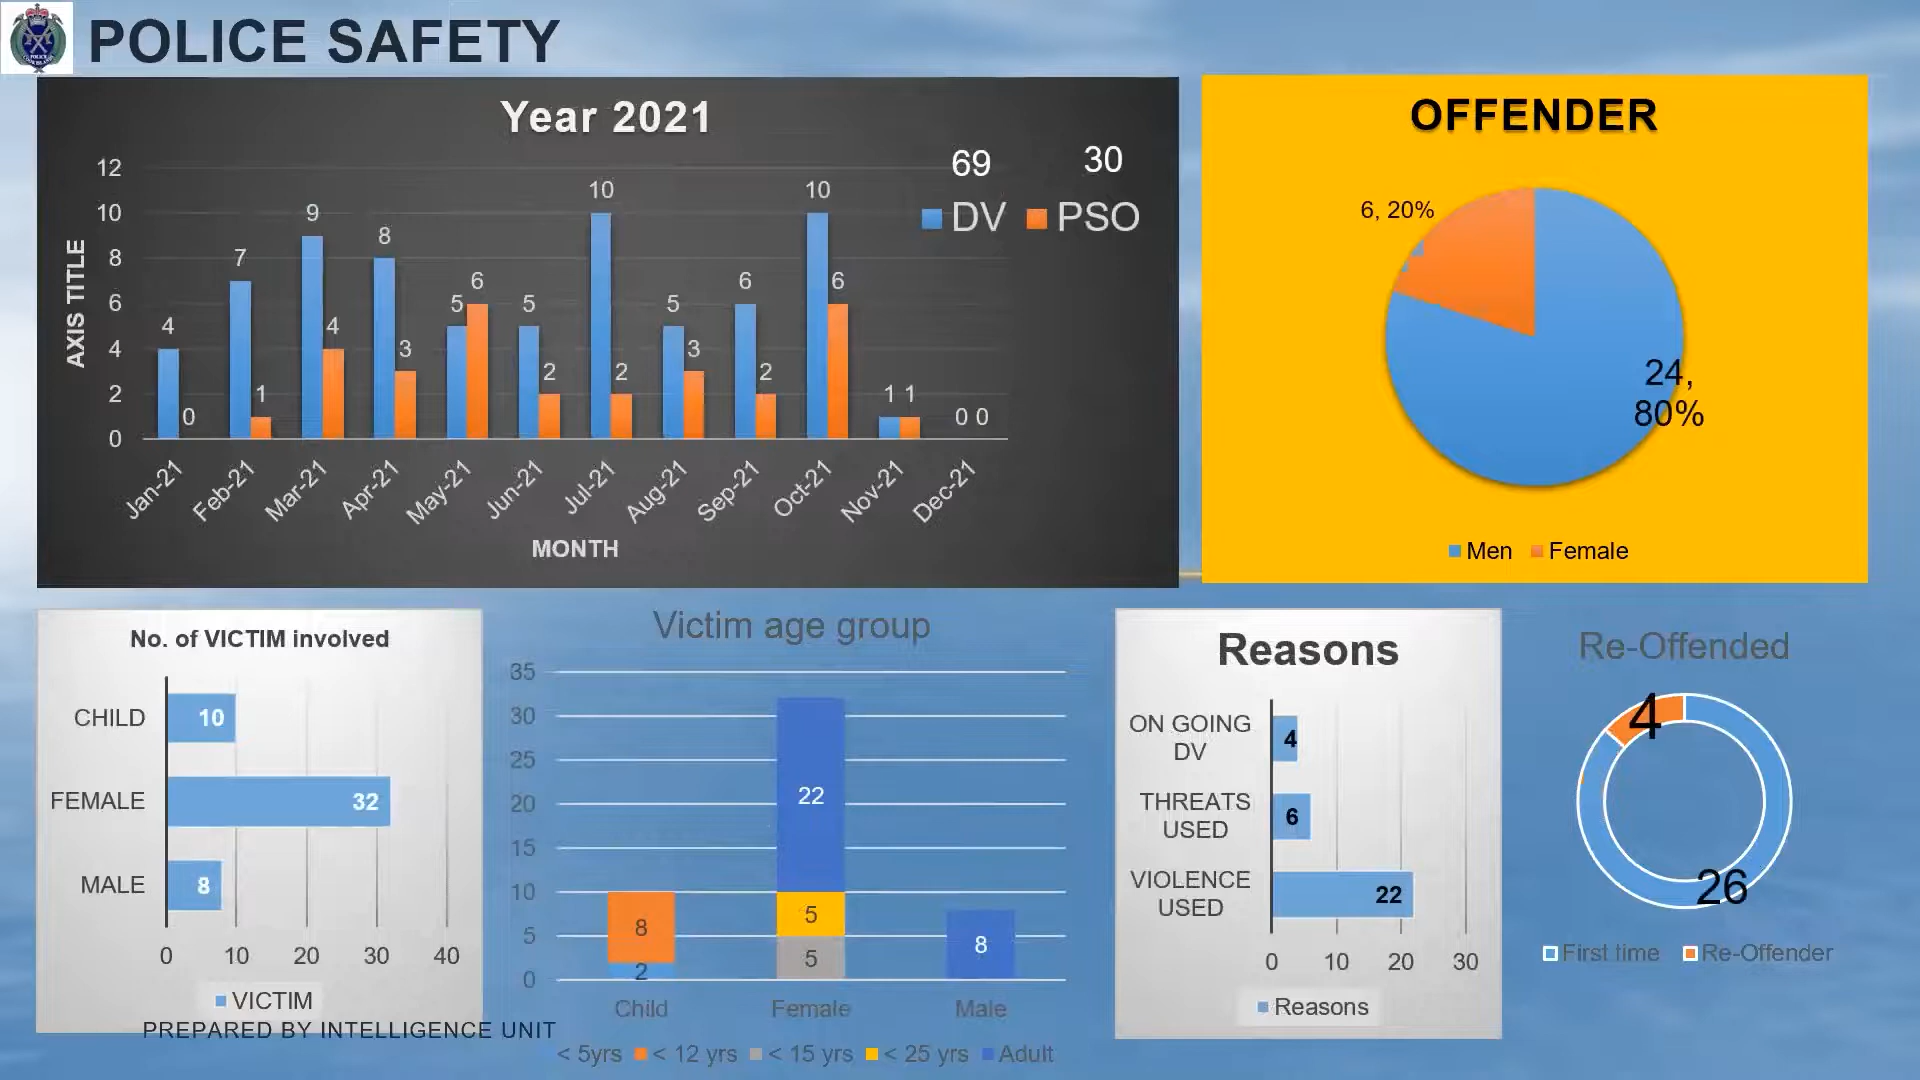 POLICE SAFETY
Year 2021
69 30
DV PSO
AXIS TITLE
12
10
8
6
4
2
0
4 0
7 1
9 4
8 3
5 6
5 2
10 2
5 3
6 2
10 6
1 1
0 0
Jan-21 Feb-21 Mar-21 Apr-21 May-21 Jun-21 Jul-21 Aug-21 Sep-21 Oct-21 Nov-21 Dec-21
MONTH
OFFENDER
6, 20%
24,
80%
Men Female
No. of VICTIM involved
CHILD 10
FEMALE 32
MALE 8
0 10 20 30 40
VICTIM
PREPARED BY INTELLIGENCE UNIT
Victim age group
35
30
25
20
15
10
5
0
8
2
22
5
5
8
Child Female Male
< 5yrs < 12 yrs < 15 yrs < 25 yrs Adult
Reasons
ON GOING
DV
4
THREATS
USED
6
VIOLENCE
USED
22
0 10 20 30
Reasons
Re-Offended
4
26
First time Re-Offender